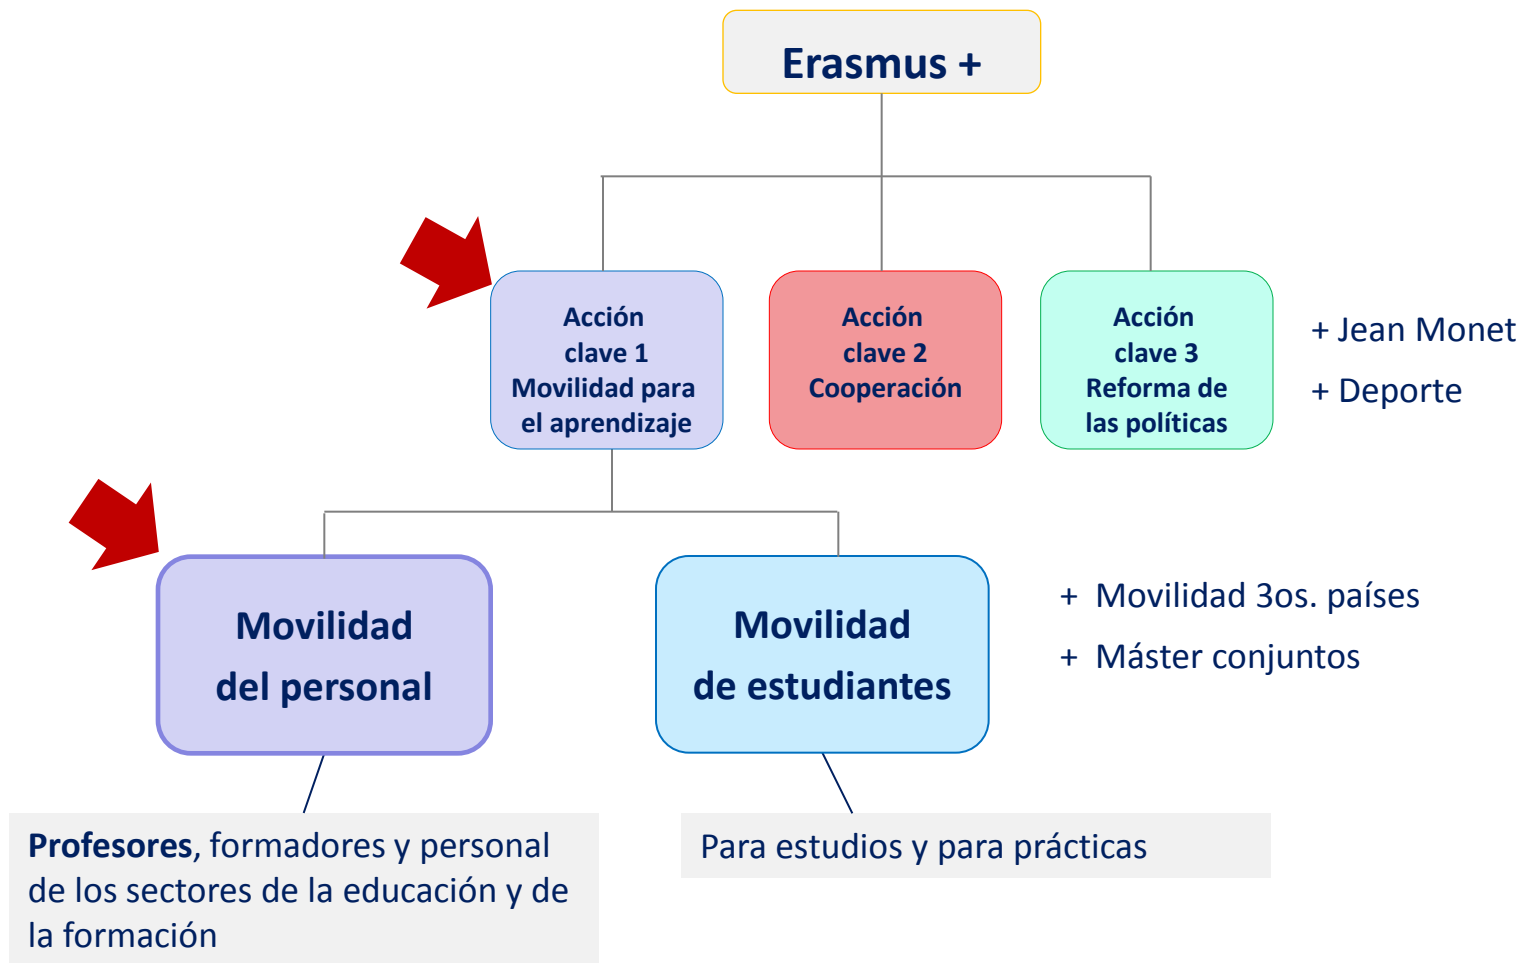 Erasmus +
Acción
clave 1
Movilidad para
el aprendizaje
Acción
clave 2
Cooperación
Acción
clave 3
Reforma de
las políticas
+ Jean Monet
+ Deporte
Movilidad
del personal
Movilidad
de estudiantes
+ Movilidad 3os. países
+ Máster conjuntos
Profesores, formadores y personal
de los sectores de la educación y de
la formación
Para estudios y para prácticas